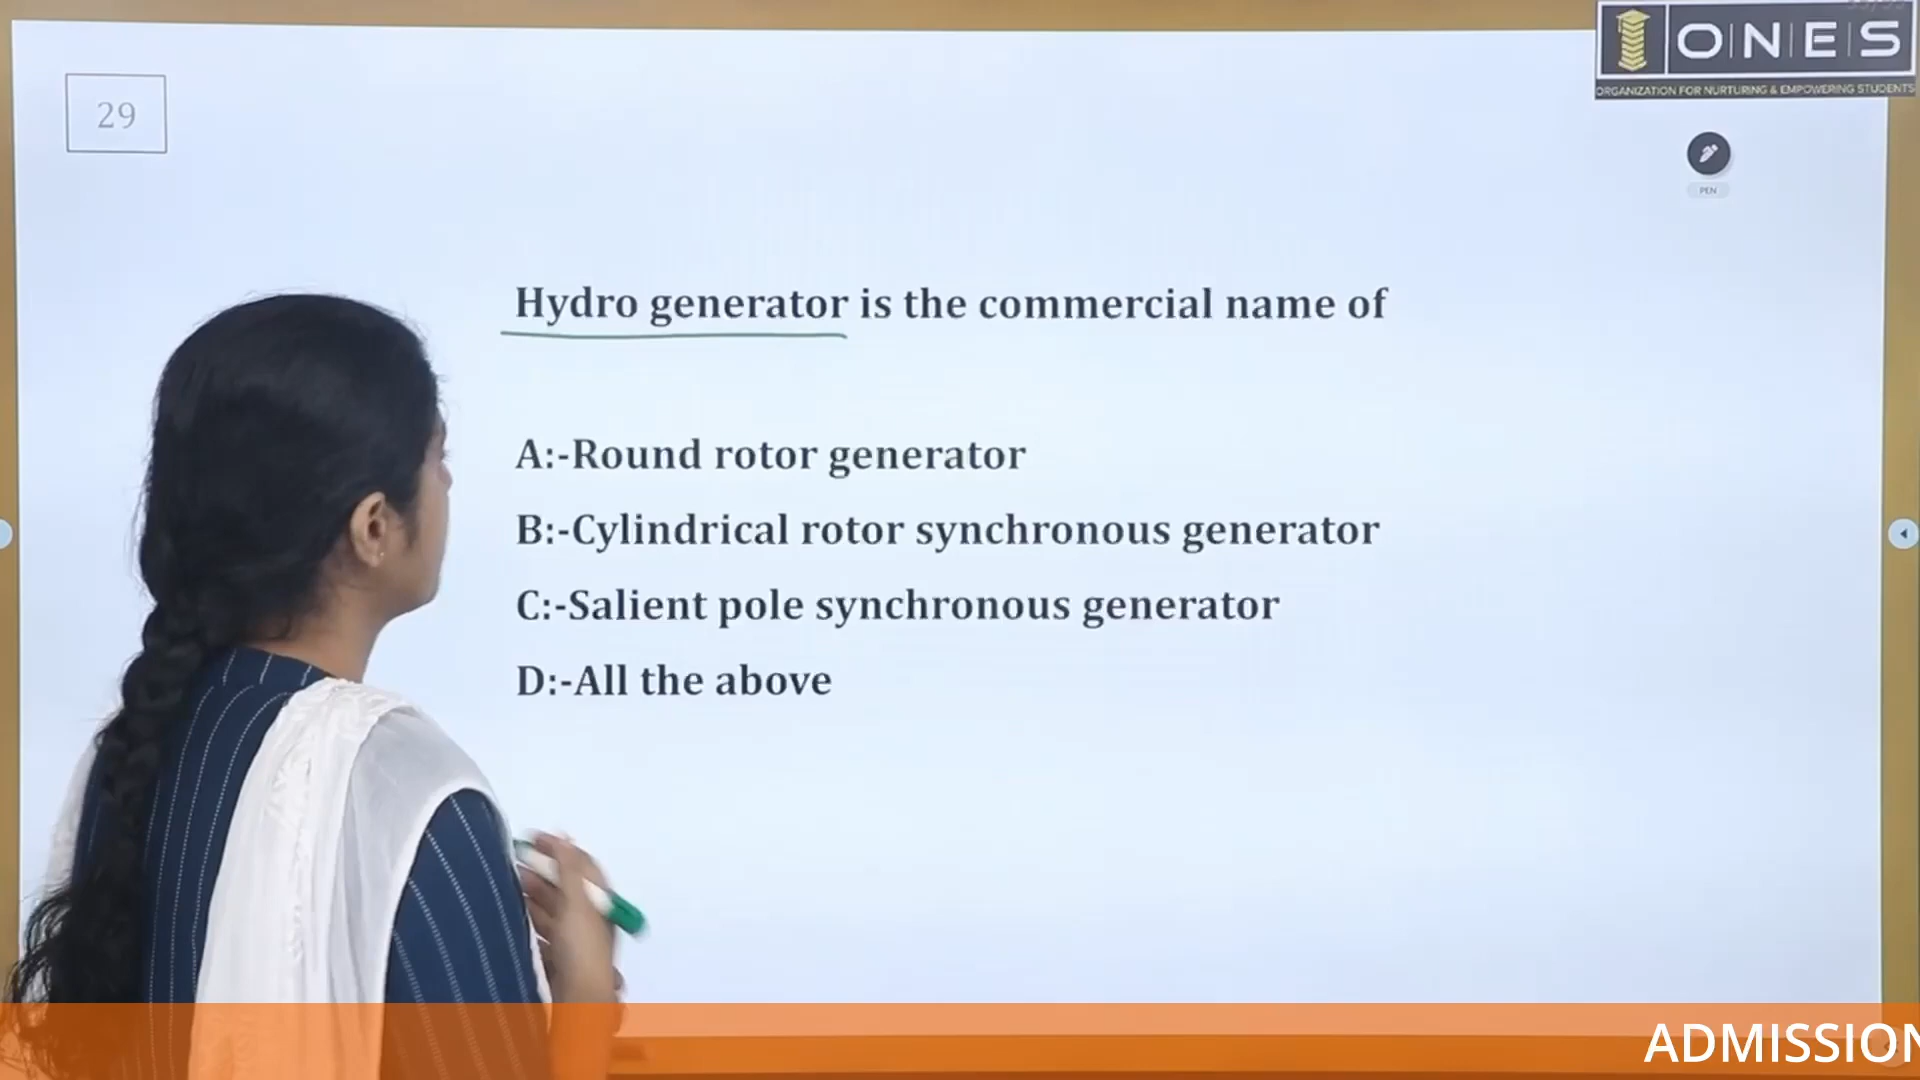 O|N|E|S
ORGANIZATION FOR NURTURING & EMPOWERING STUDENTS
29
PEN
Hydro generator is the commercial name of
A:-Round rotor generator
B:-Cylindrical rotor synchronous generator
C:-Salient pole synchronous generator
D:-All the above
ADMISSION